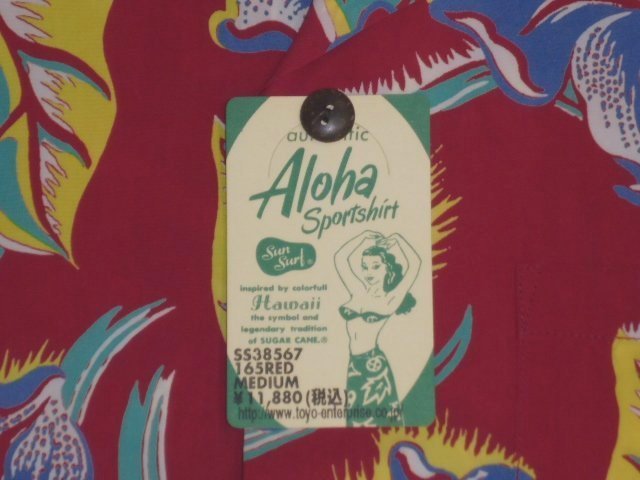 authentic
Aloha
Sportshirt
Sun
Surf®
inspired by colorfull
Hawaii
the symbol and
legendary tradition
of SUGAR CANE.®
SS38567
165RED
MEDIUM
¥11,880(税込)
http://www.toyo-enterprise.co.jp